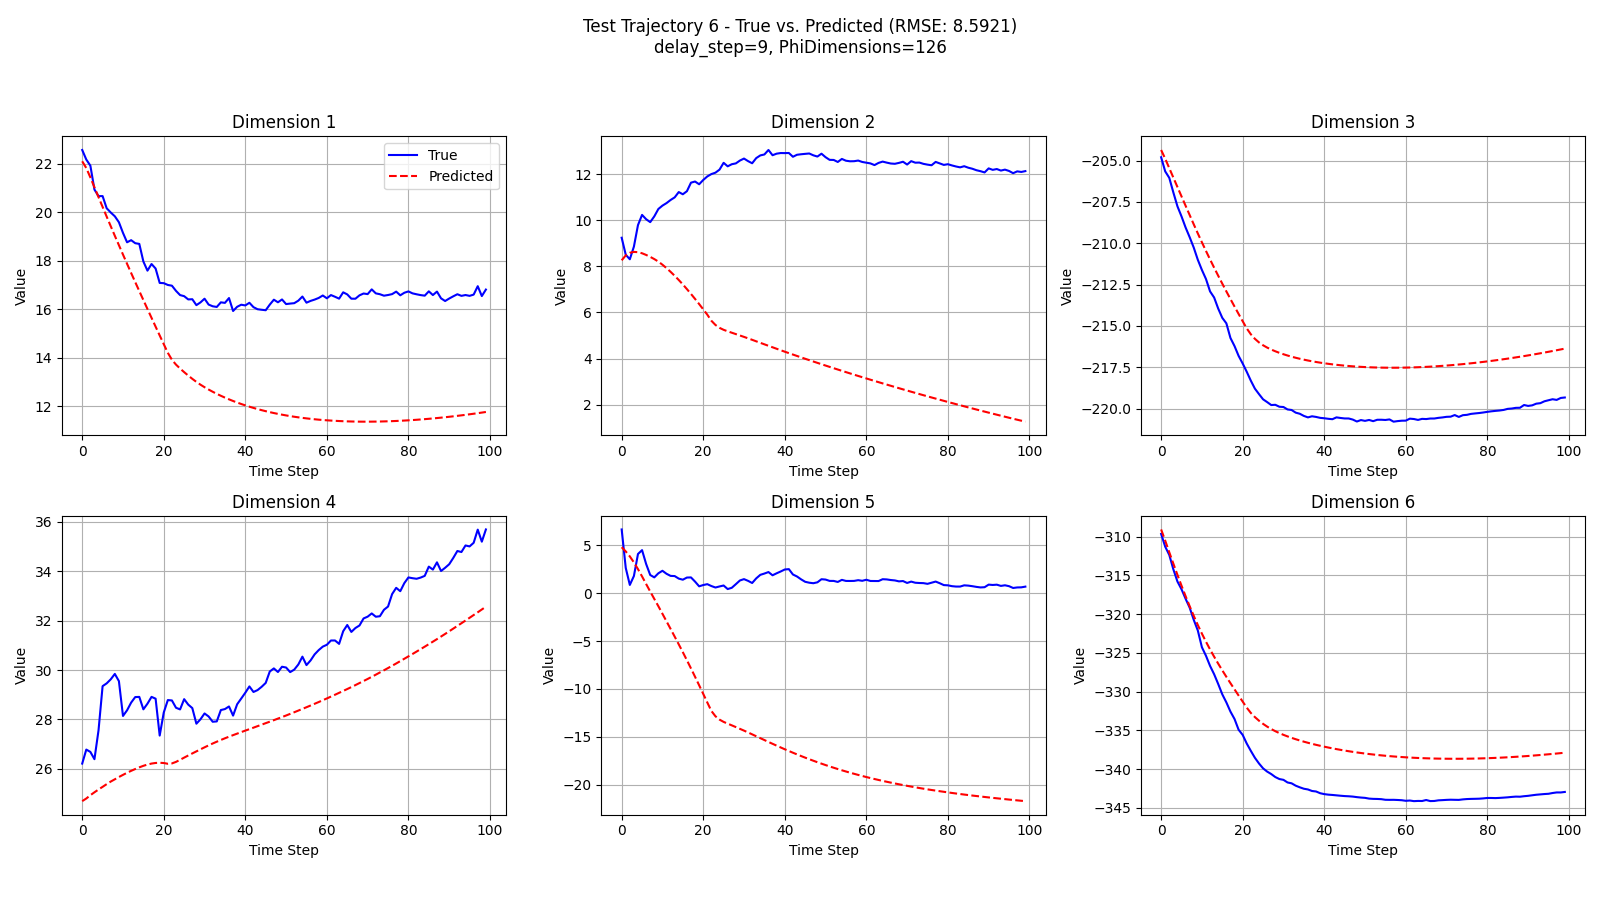 Test Trajectory 6 - True vs. Predicted (RMSE: 8.5921)
delay_step=9, PhiDimensions=126
Dimension 1
True
Predicted
Value
22
20
18
16
14
12
0 20 40 60 80 100
Time Step
Dimension 2
Value
12
10
8
6
4
2
0 20 40 60 80 100
Time Step
Dimension 3
Value
−205.0
−207.5
−210.0
−212.5
−215.0
−217.5
−220.0
0 20 40 60 80 100
Time Step
Dimension 4
Value
36
34
32
30
28
26
0 20 40 60 80 100
Time Step
Dimension 5
Value
5
0
−5
−10
−15
−20
0 20 40 60 80 100
Time Step
Dimension 6
Value
−310
−315
−320
−325
−330
−335
−340
−345
0 20 40 60 80 100
Time Step